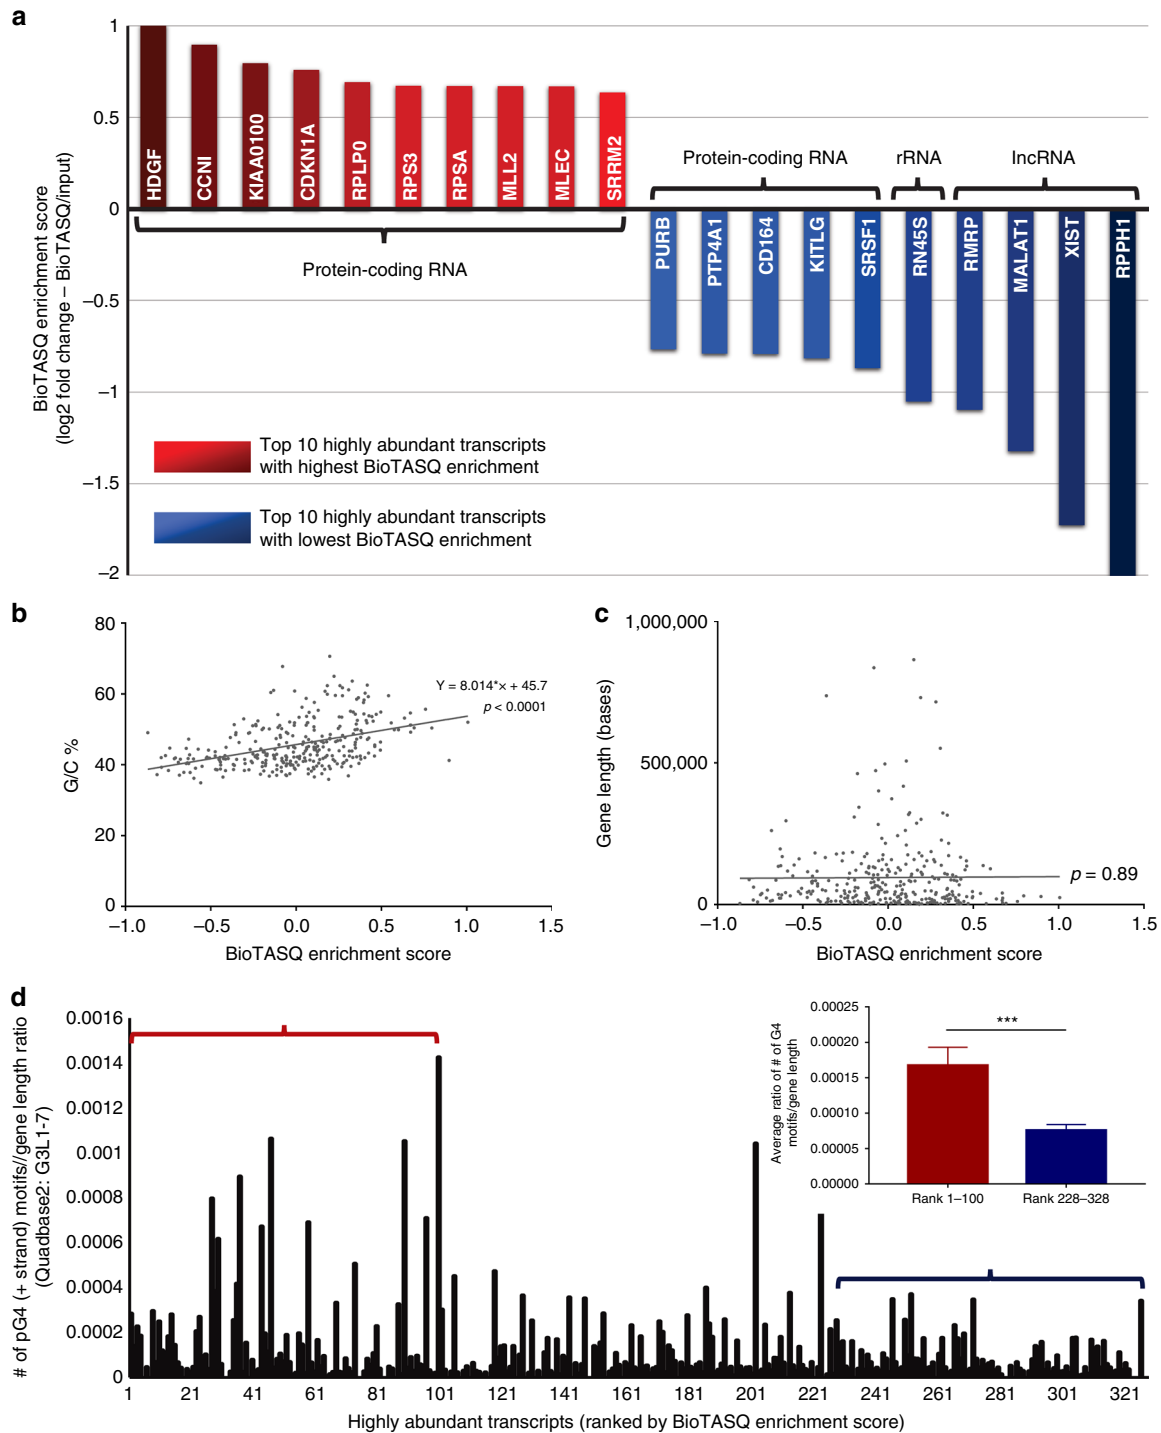 a
BioTASQ enrichment score
(log2 fold change – BioTASQ/input)
1
0.5
0
–0.5
–1
–1.5
–2
HDGF
CCNI
KIAA0100
CDKN1A
RPLP0
RPS3
RPSA
MLL2
MLEC
SRRM2
Protein-coding RNA
Protein-coding RNA
rRNA
lncRNA
PURB
PTP4A1
CD164
KITLG
SRSF1
RN45S
RMRP
MALAT1
XIST
RPPH1
Top 10 highly abundant transcripts
with highest BioTASQ enrichment
Top 10 highly abundant transcripts
with lowest BioTASQ enrichment
b
G/C %
80
60
40
20
0
Y = 8.014*× + 45.7
p < 0.0001
–1.0 –0.5 0.0 0.5 1.0 1.5
BioTASQ enrichment score
c
Gene length (bases)
1,000,000
500,000
0
p = 0.89
–1.0 –0.5 0.0 0.5 1.0 1.5
BioTASQ enrichment score
d
# of pG4 (+ strand) motifs//gene length ratio
(Quadbase2: G3L1-7)
0.0016
0.0014
0.0012
0.001
0.0008
0.0006
0.0004
0.0002
0
1 21 41 61 81 101 121 141 161 181 201 221 241 261 281 301 321
Highly abundant transcripts (ranked by BioTASQ enrichment score)
Average ratio of # of G4
motifs/gene length
0.00025
0.00020
0.00015
0.00010
0.00005
0.00000
***
Rank 1–100
Rank 228–328